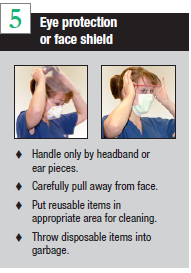 5
Eye protection
or face shield
♦ Handle only by headband or
ear pieces.
♦ Carefully pull away from face.
♦ Put reusable items in
appropriate area for cleaning.
♦ Throw disposable items into
garbage.